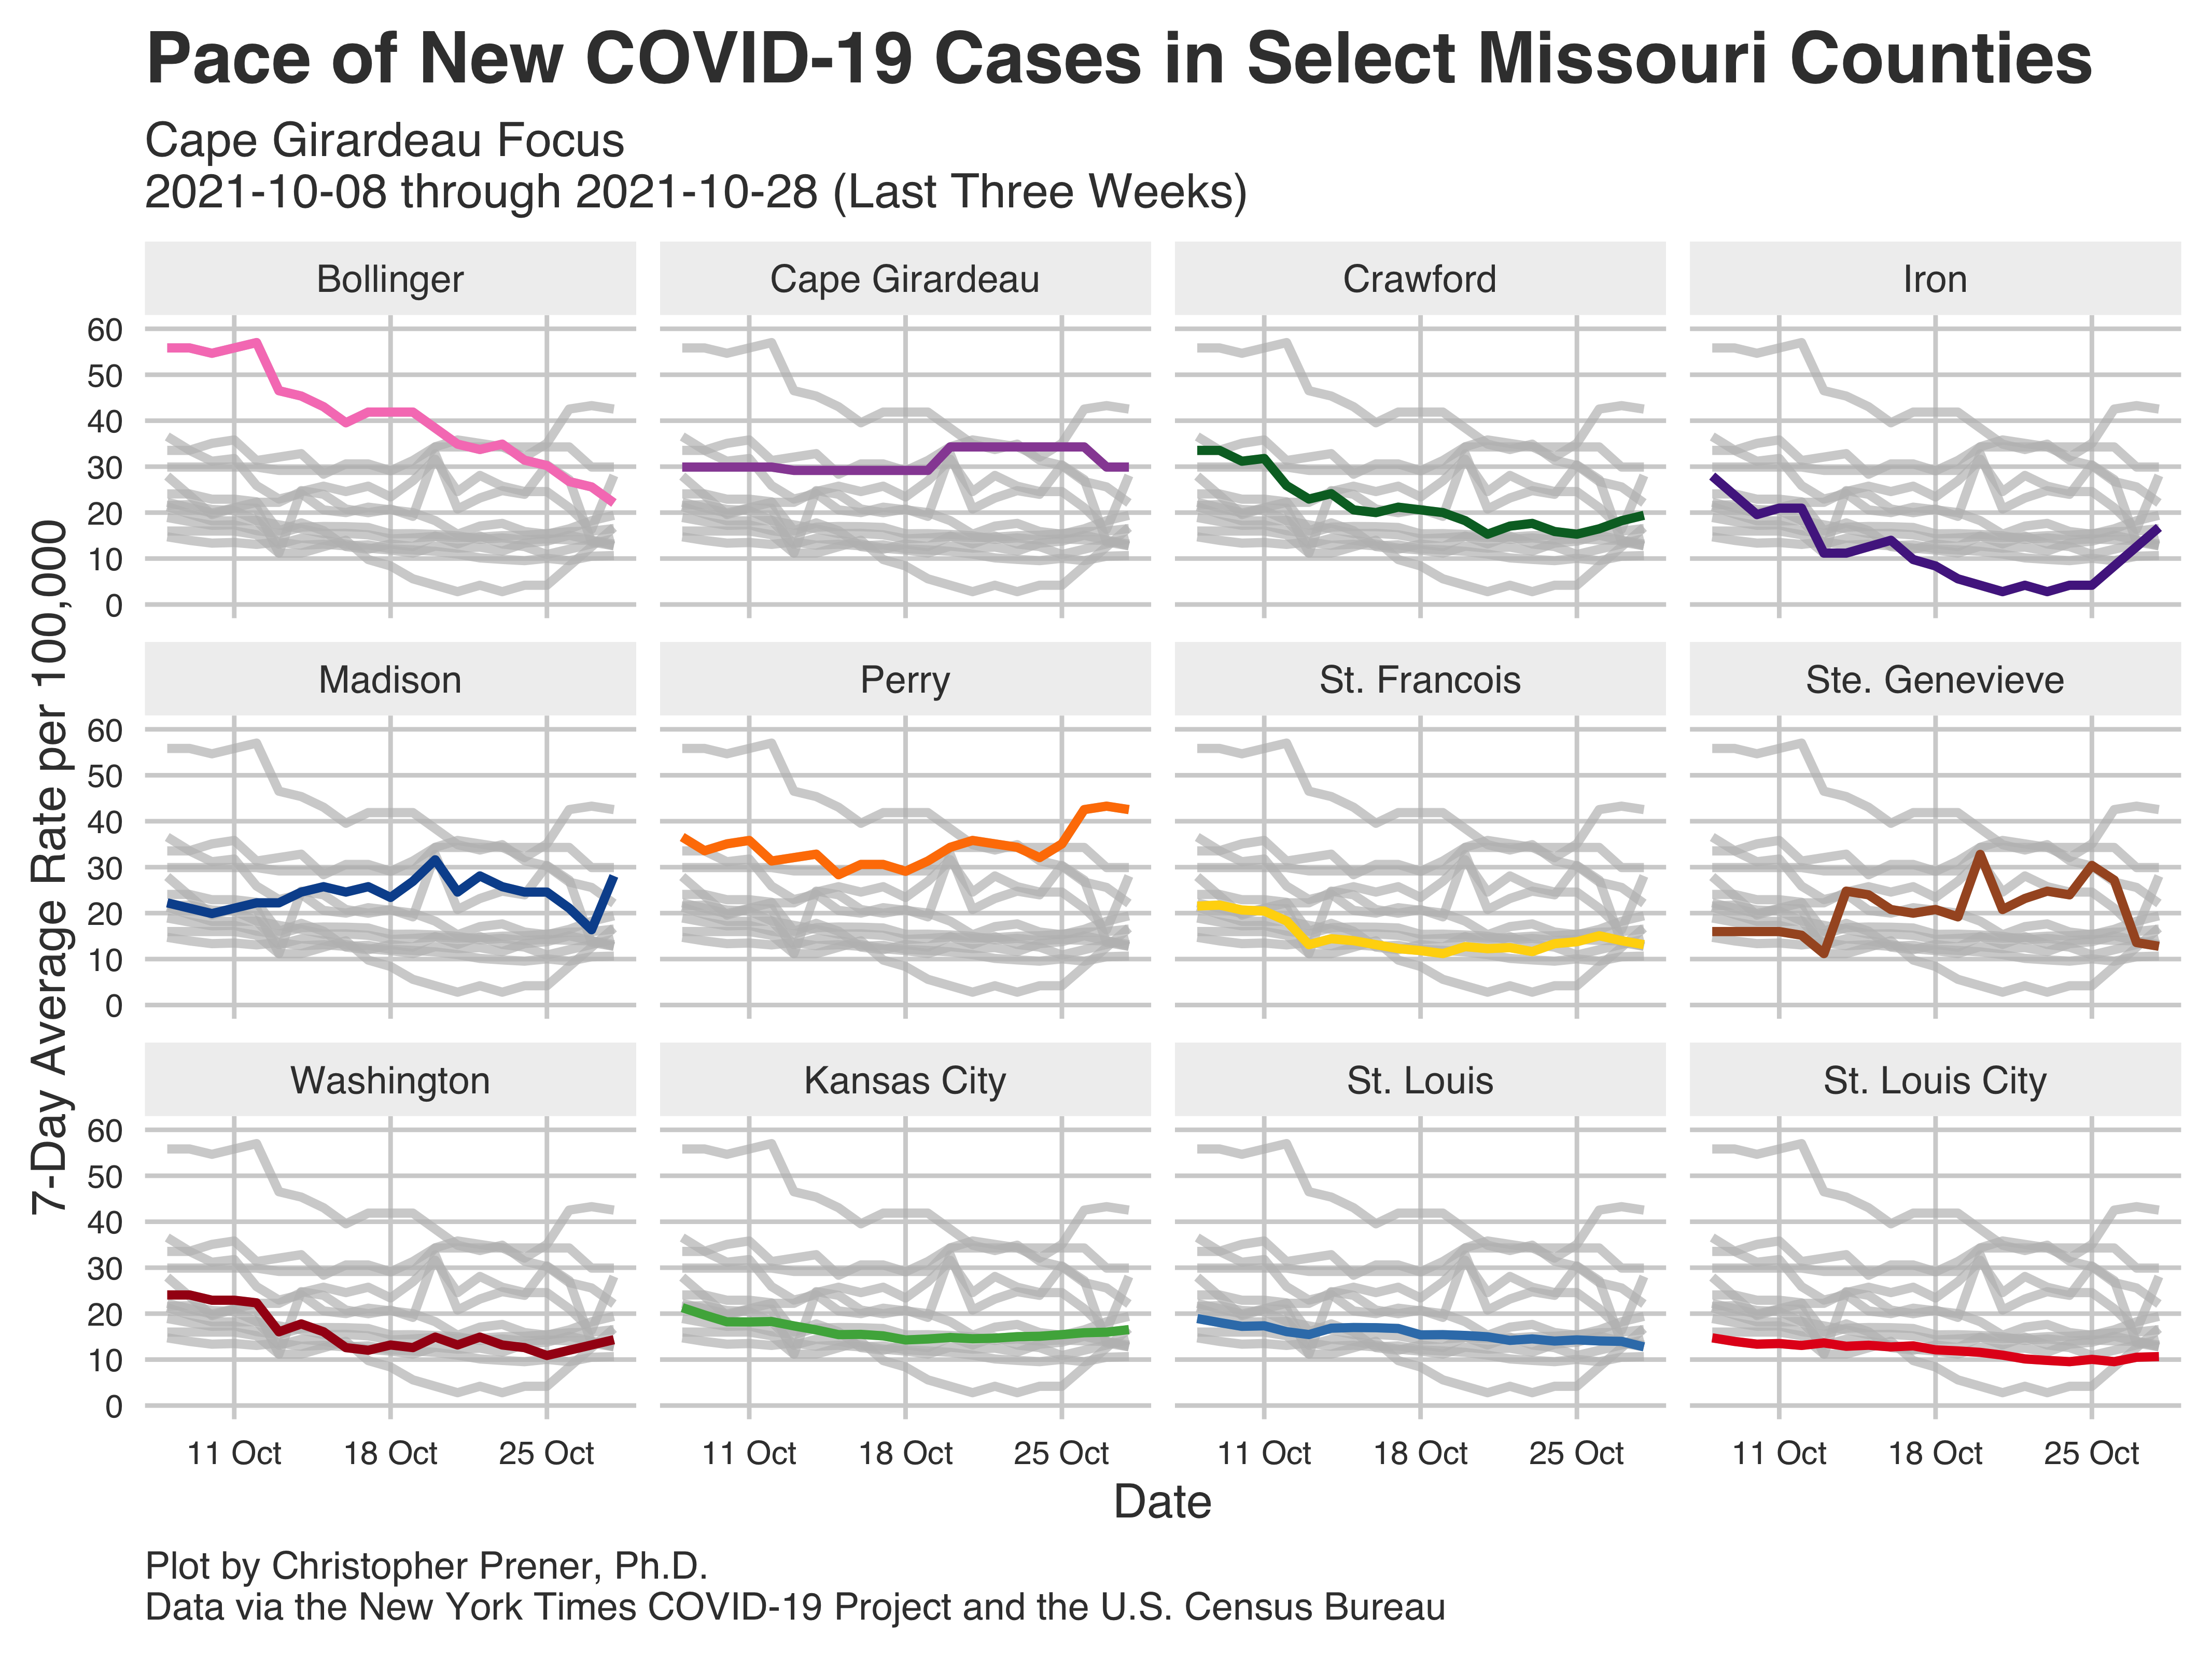 Pace of New COVID-19 Cases in Select Missouri Counties
Cape Girardeau Focus
2021-10-08 through 2021-10-28 (Last Three Weeks)
Bollinger
Cape Girardeau
Crawford
Iron
60
50
40
30
20
10
0
Madison
Perry
St. Francois
Ste. Genevieve
60
50
40
30
20
10
0
Washington
Kansas City
St. Louis
St. Louis City
60
50
40
30
20
10
0
7-Day Average Rate per 100,000
11 Oct 18 Oct 25 Oct
11 Oct 18 Oct 25 Oct
11 Oct 18 Oct 25 Oct
11 Oct 18 Oct 25 Oct
Date
Plot by Christopher Prener, Ph.D.
Data via the New York Times COVID-19 Project and the U.S. Census Bureau